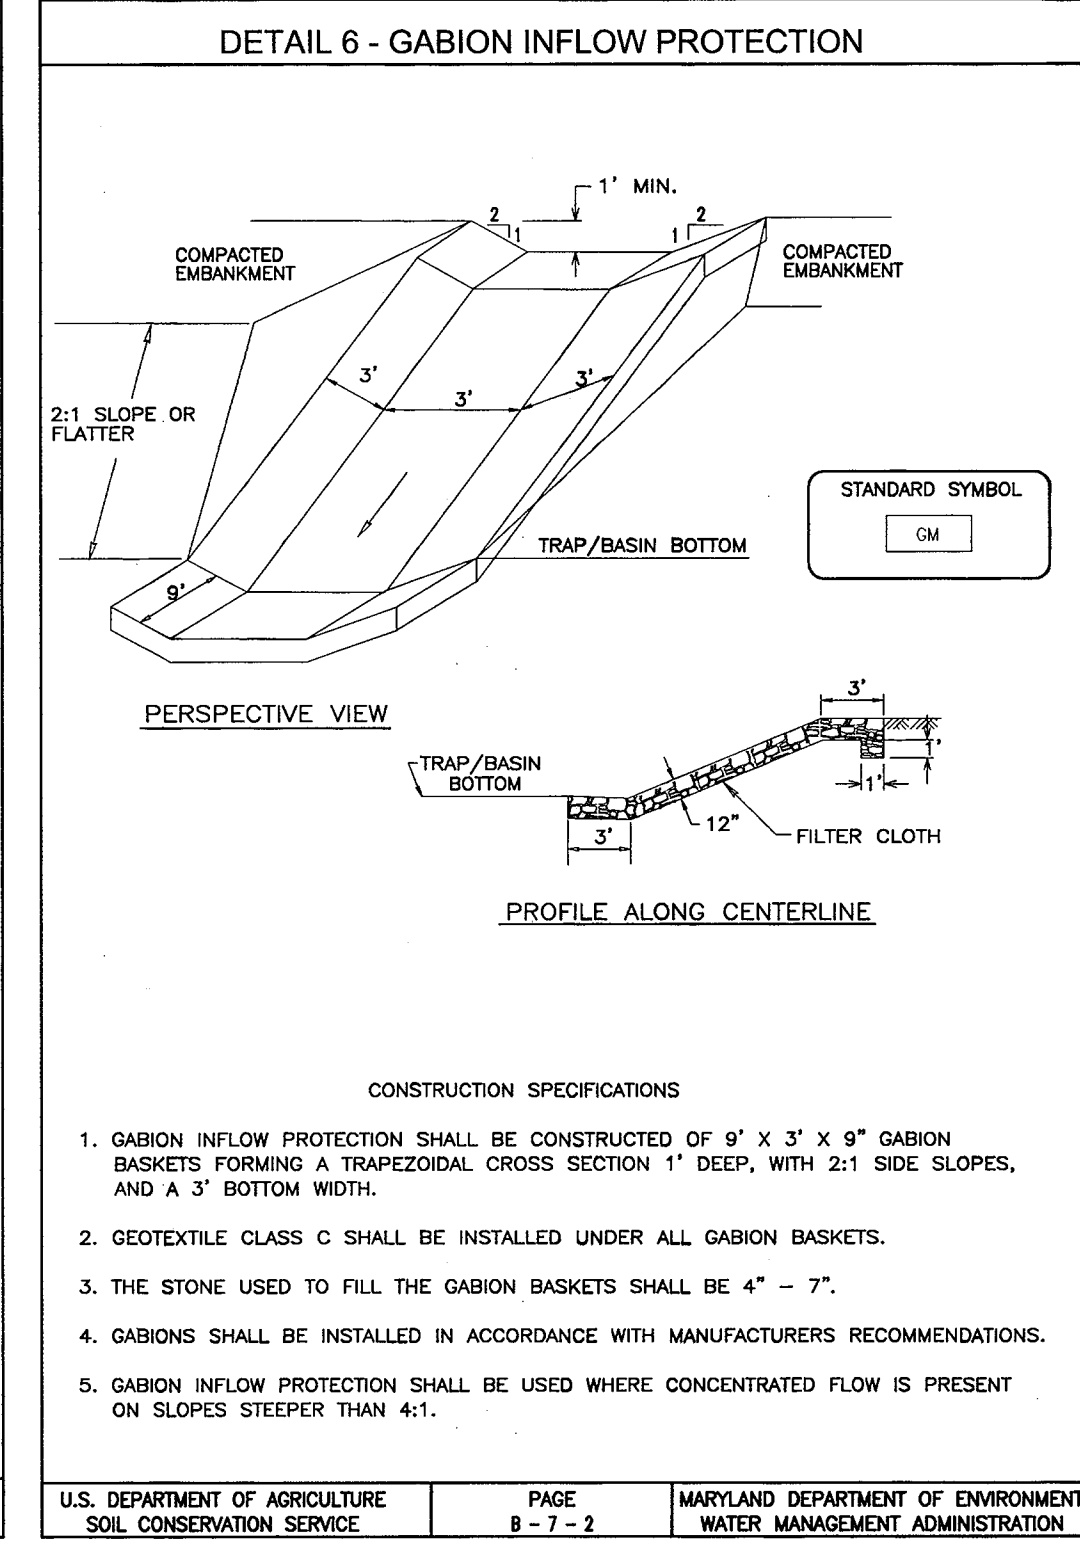 DETAIL 6 - GABION INFLOW PROTECTION
1' MIN.
2
1
2
1
COMPACTED
EMBANKMENT
COMPACTED
EMBANKMENT
3'
3'
3'
2:1 SLOPE OR
FLATTER
STANDARD SYMBOL
GM
TRAP/BASIN BOTTOM
9'
PERSPECTIVE VIEW
3'
TRAP/BASIN
BOTTOM
1'
1'
12"
3'
FILTER CLOTH
PROFILE ALONG CENTERLINE
CONSTRUCTION SPECIFICATIONS
1. GABION INFLOW PROTECTION SHALL BE CONSTRUCTED OF 9' X 3' X 9" GABION
BASKETS FORMING A TRAPEZOIDAL CROSS SECTION 1' DEEP, WITH 2:1 SIDE SLOPES,
AND A 3' BOTTOM WIDTH.
2. GEOTEXTILE CLASS C SHALL BE INSTALLED UNDER ALL GABION BASKETS.
3. THE STONE USED TO FILL THE GABION BASKETS SHALL BE 4" – 7".
4. GABIONS SHALL BE INSTALLED IN ACCORDANCE WITH MANUFACTURERS RECOMMENDATIONS.
5. GABION INFLOW PROTECTION SHALL BE USED WHERE CONCENTRATED FLOW IS PRESENT
ON SLOPES STEEPER THAN 4:1.
U.S. DEPARTMENT OF AGRICULTURE
SOIL CONSERVATION SERVICE
PAGE
B - 7 - 2
MARYLAND DEPARTMENT OF ENVIRONMENT
WATER MANAGEMENT ADMINISTRATION